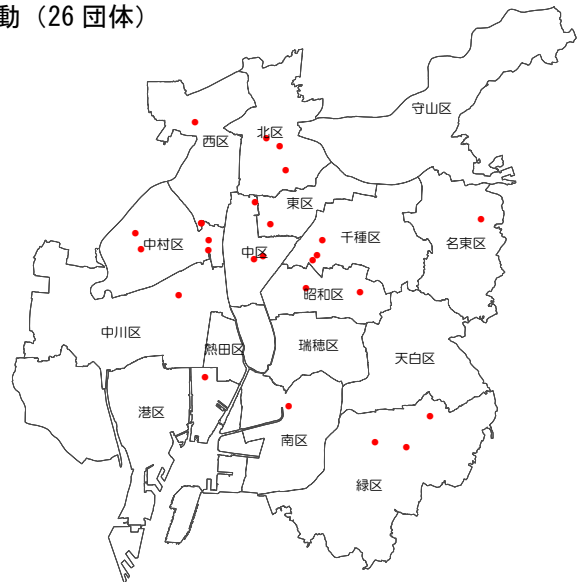 動（26 団体）
守山区
北区
西区
東区
千種区
中村区
中区
名東区
昭和区
中川区
熱田区
瑞穂区
天白区
港区
南区
緑区